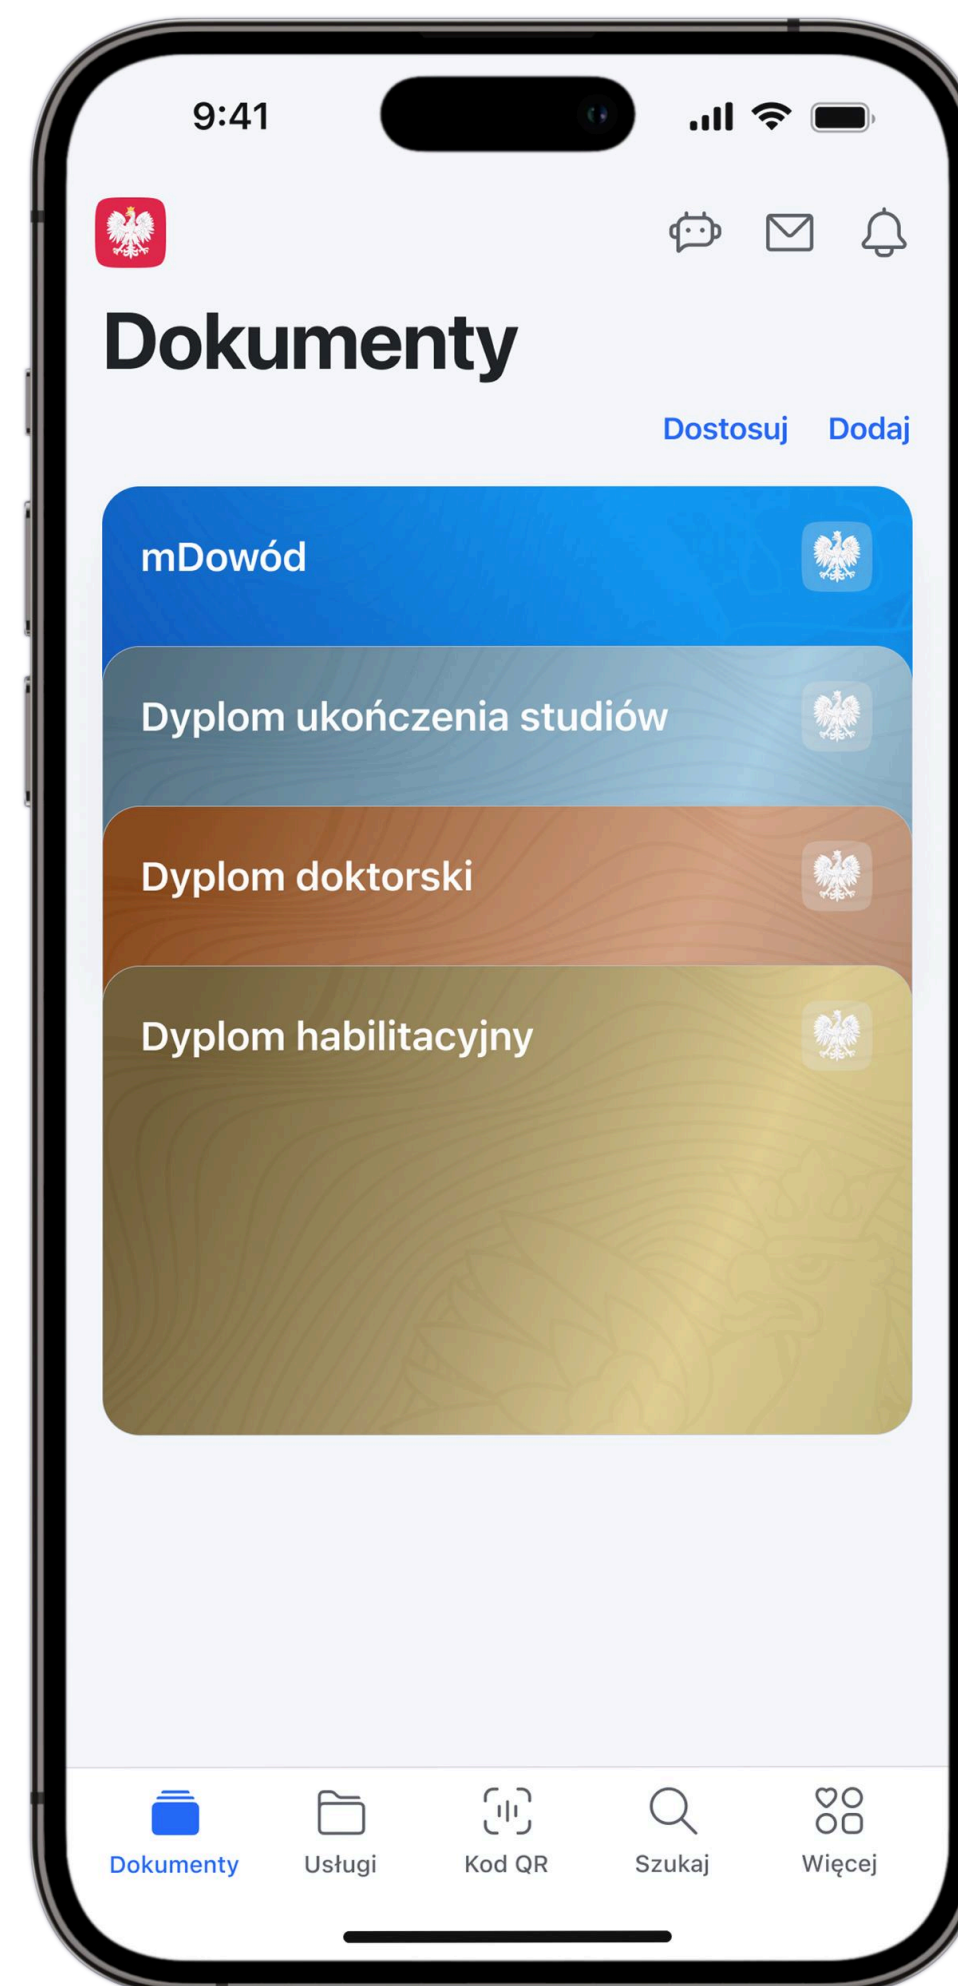 9:41
Dokumenty
Dostosuj Dodaj
mDowód
Dyplom ukończenia studiów
Dyplom doktorski
Dyplom habilitacyjny
Dokumenty Usługi Kod QR Szukaj Więcej